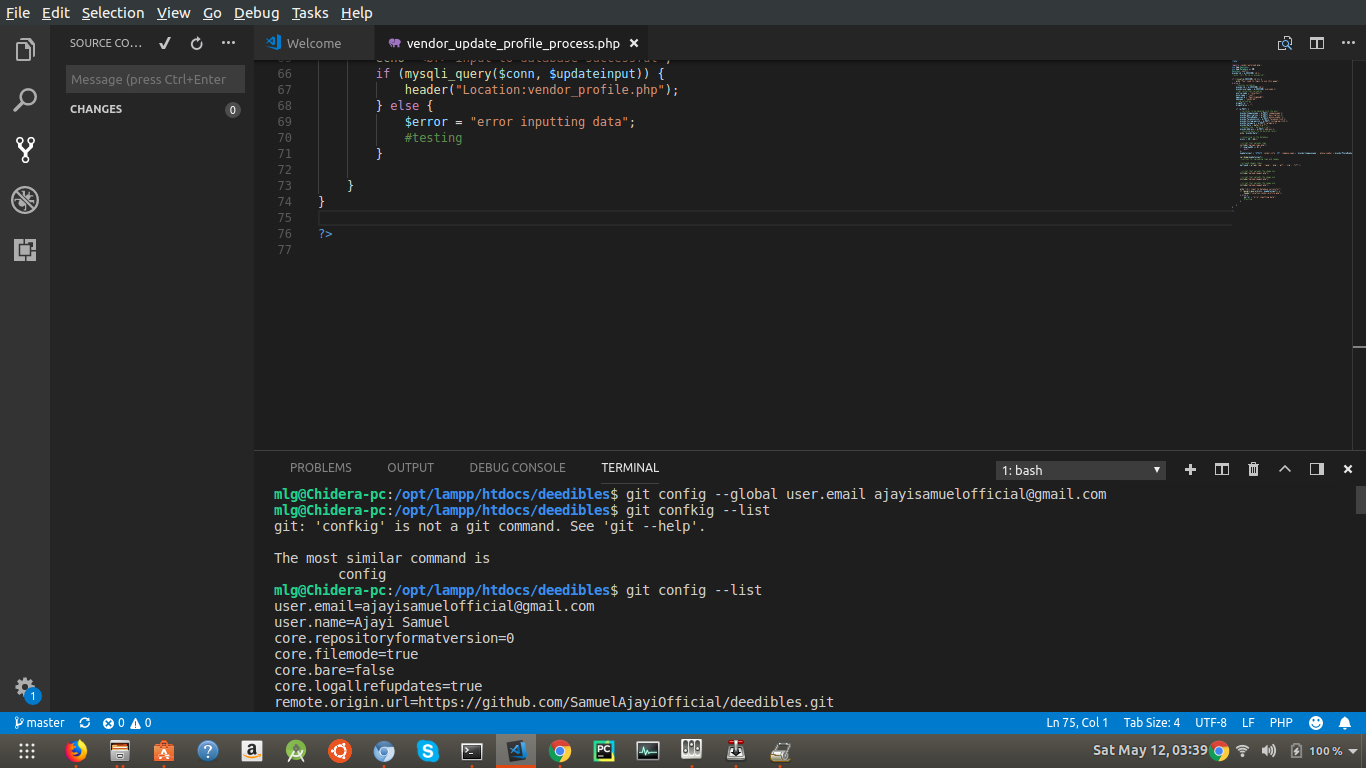 File Edit Selection View Go Debug Tasks Help
SOURCE CO...
Welcome
vendor_update_profile_process.php
Message (press Ctrl+Enter
CHANGES 0
66 if (mysqli_query($conn, $updateinput)) {
67 header("Location:vendor_profile.php");
68 } else {
69 $error = "error inputting data";
70 #testing
71 }
72
73 }
74 }
75
76 ?>
77
PROBLEMS OUTPUT DEBUG CONSOLE TERMINAL 1: bash
mlg@Chidera-pc:/opt/lampp/htdocs/deedibles$ git config --global user.email ajayisamuelofficial@gmail.com
mlg@Chidera-pc:/opt/lampp/htdocs/deedibles$ git confkig --list
git: 'confkig' is not a git command. See 'git --help'.
The most similar command is
config
mlg@Chidera-pc:/opt/lampp/htdocs/deedibles$ git config --list
user.email=ajayisamuelofficial@gmail.com
user.name=Ajayi Samuel
core.repositoryformatversion=0
core.filemode=true
core.bare=false
core.logallrefupdates=true
remote.origin.url=https://github.com/SamuelAjayiOfficial/deedibles.git
1
master 0 0 Ln 75, Col 1 Tab Size: 4 UTF-8 LF PHP
Sat May 12, 03:39 100 %